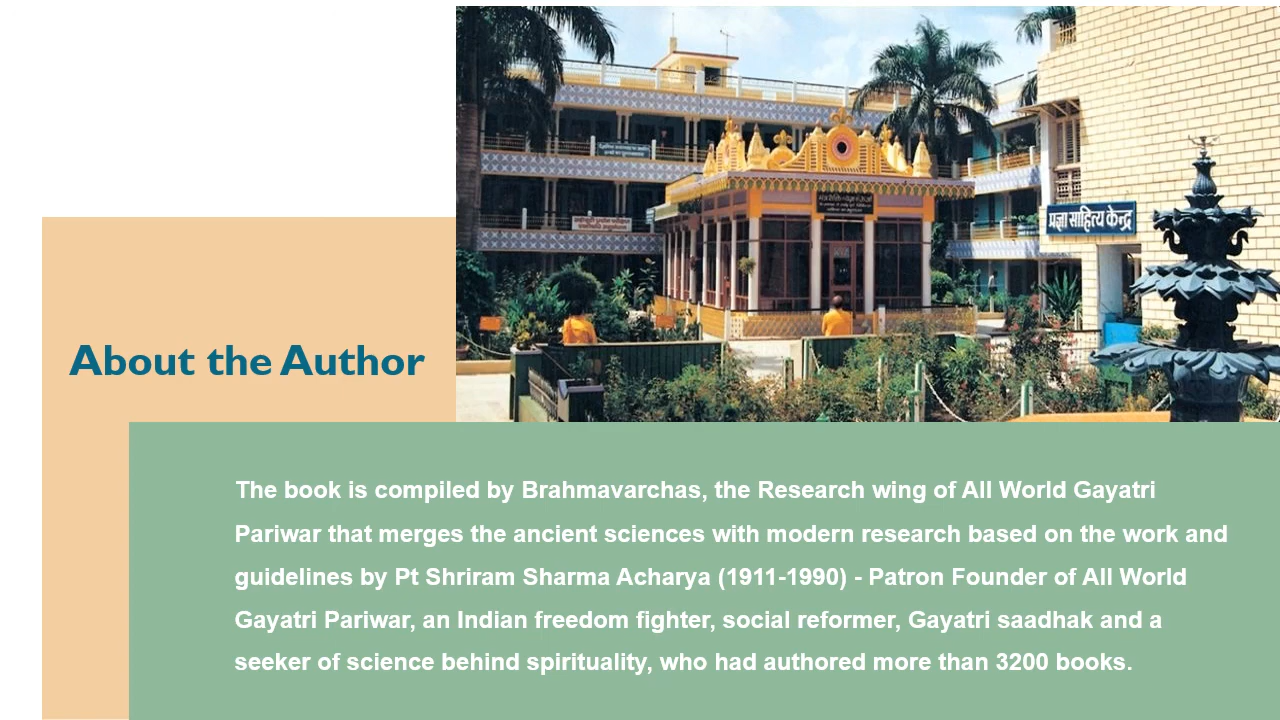 प्रज्ञा साहित्य केन्द्र
About the Author
The book is compiled by Brahmavarchas, the Research wing of All World Gayatri
Pariwar that merges the ancient sciences with modern research based on the work and
guidelines by Pt Shriram Sharma Acharya (1911-1990) - Patron Founder of All World
Gayatri Pariwar, an Indian freedom fighter, social reformer, Gayatri saadhak and a
seeker of science behind spirituality, who had authored more than 3200 books.